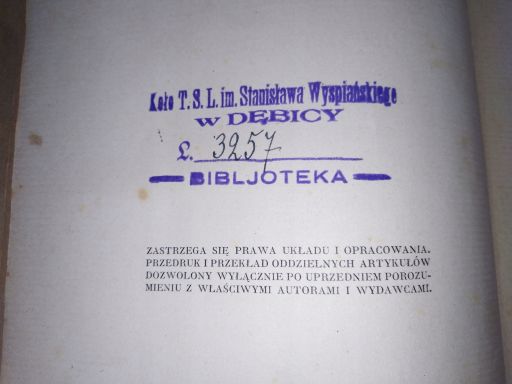 Koło T. S. L. im. Stanisława Wyspiańskiego
W DĘBICY
L. 3257
BIBLJOTEKA
ZASTRZEGA SIĘ PRAWA UKŁADU I OPRACOWANIA.
PRZEDRUK I PRZEKŁAD ODDZIELNYCH ARTYKUŁÓW
DOZWOLONY WYŁĄCZNIE PO UPRZEDNIEM POROZU-
MIENIU Z WŁAŚCIWYMI AUTORAMI I WYDAWCAMI.